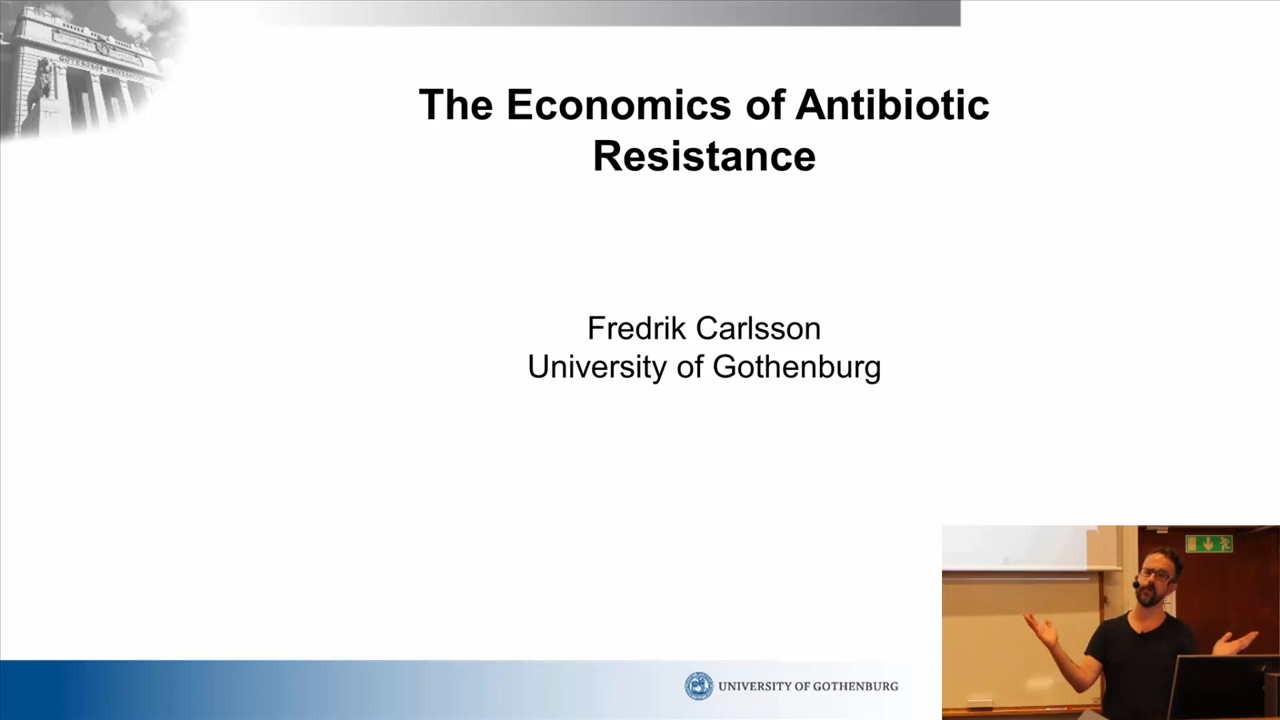 The Economics of Antibiotic
Resistance
Fredrik Carlsson
University of Gothenburg
UNIVERSITY OF GOTHENBURG